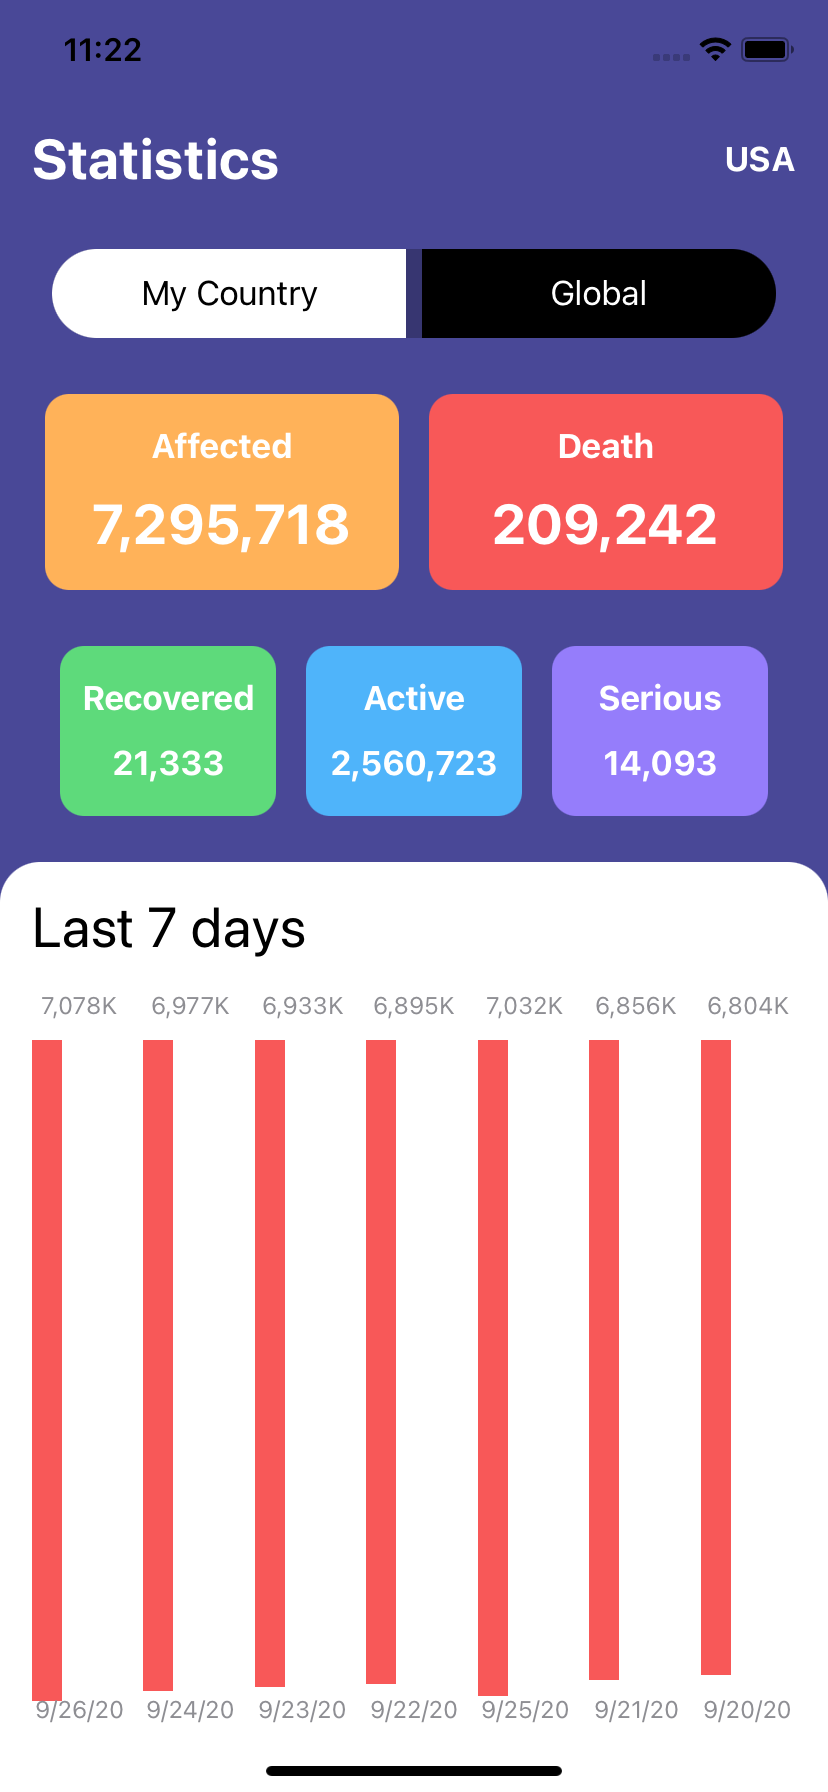 11:22
Statistics
USA
My Country
Global
Affected
7,295,718
Death
209,242
Recovered
21,333
Active
2,560,723
Serious
14,093
Last 7 days
7,078K 6,977K 6,933K 6,895K 7,032K 6,856K 6,804K
9/26/20 9/24/20 9/23/20 9/22/20 9/25/20 9/21/20 9/20/20